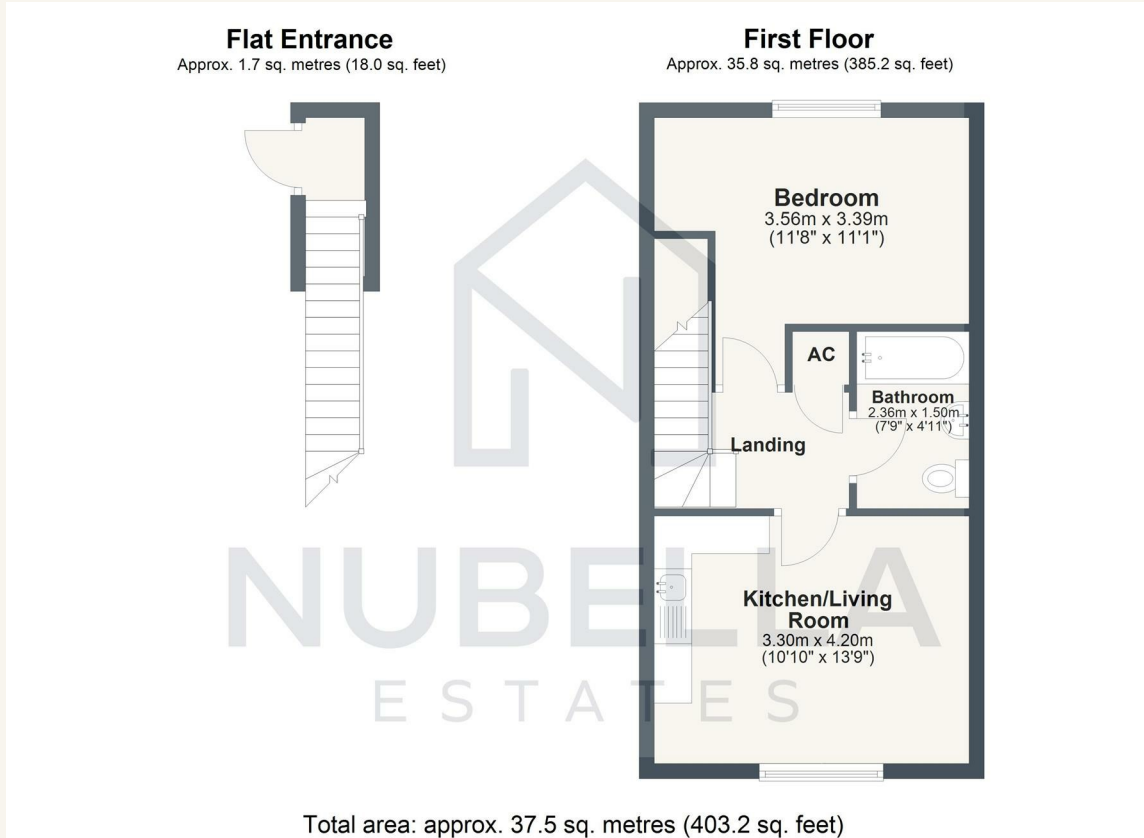 Flat Entrance
Approx. 1.7 sq. metres (18.0 sq. feet)
First Floor
Approx. 35.8 sq. metres (385.2 sq. feet)
Bedroom
3.56m x 3.39m
(11'8" x 11'1")
AC
Bathroom
2.36m x 1.50m
(7'9" x 4'11")
Landing
Kitchen/Living
Room
3.30m x 4.20m
(10'10" x 13'9")
NUBELLA
ESTATES
Total area: approx. 37.5 sq. metres (403.2 sq. feet)